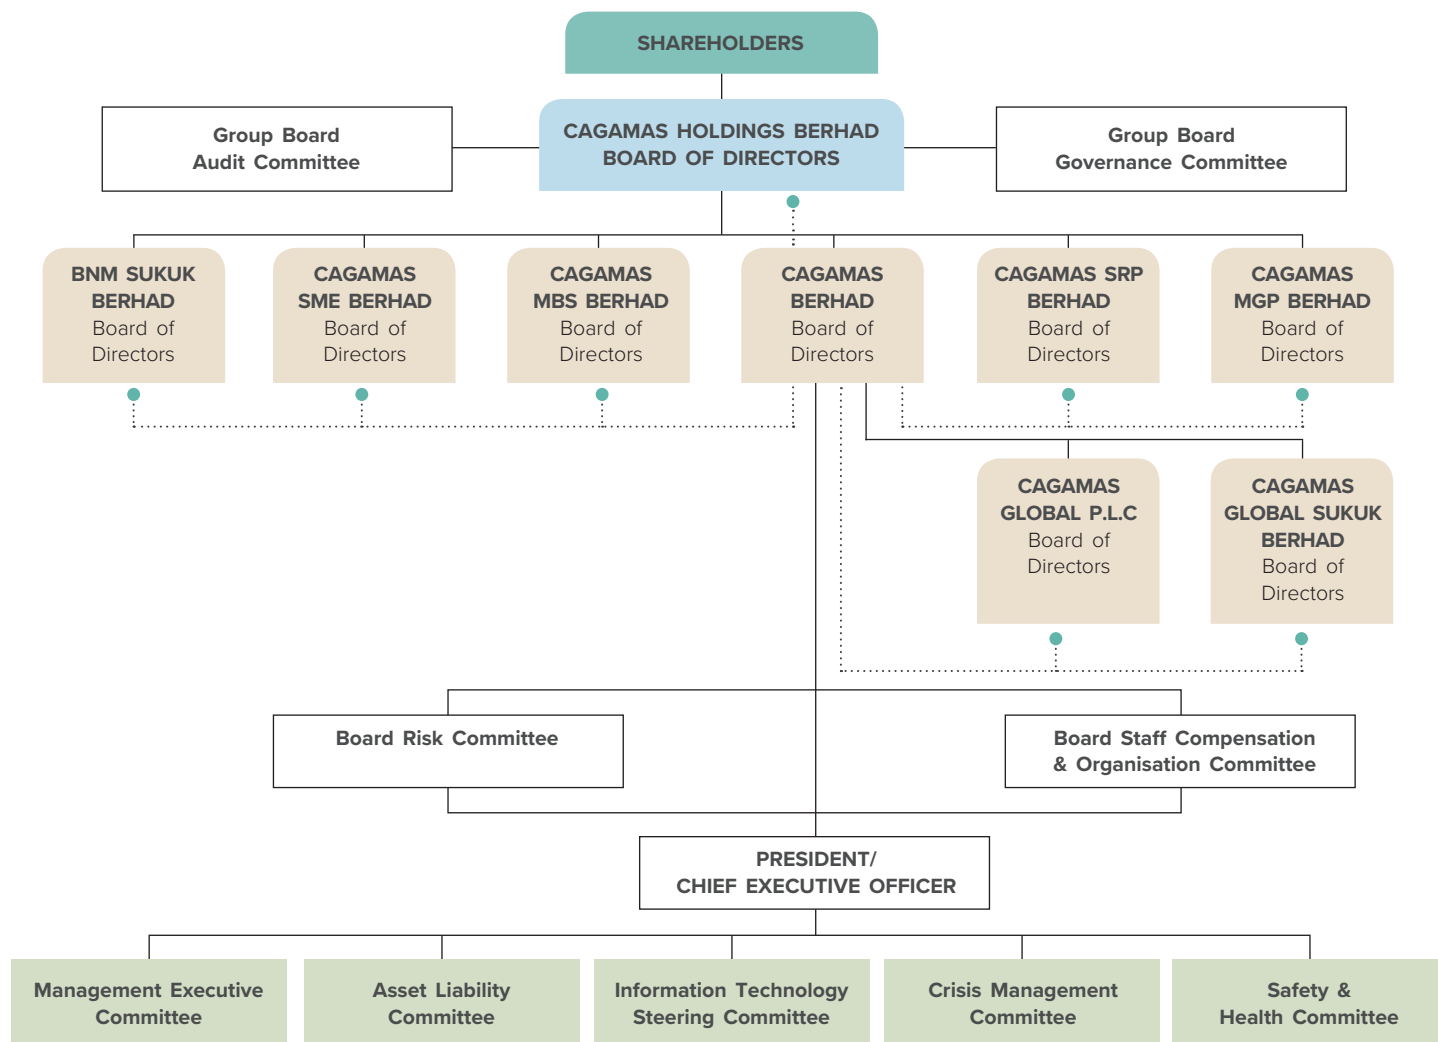 SHAREHOLDERS
Group Board
Audit Committee
CAGAMAS HOLDINGS BERHAD
BOARD OF DIRECTORS
Group Board
Governance Committee
BNM SUKUK
BERHAD
Board of
Directors
CAGAMAS
SME BERHAD
Board of
Directors
CAGAMAS
MBS BERHAD
Board of
Directors
CAGAMAS
BERHAD
Board of
Directors
CAGAMAS SRP
BERHAD
Board of
Directors
CAGAMAS
MGP BERHAD
Board of
Directors
CAGAMAS
GLOBAL P.L.C
Board of
Directors
CAGAMAS
GLOBAL SUKUK
BERHAD
Board of
Directors
Board Risk Committee
Board Staff Compensation
& Organisation Committee
PRESIDENT/
CHIEF EXECUTIVE OFFICER
Management Executive
Committee
Asset Liability
Committee
Information Technology
Steering Committee
Crisis Management
Committee
Safety &
Health Committee